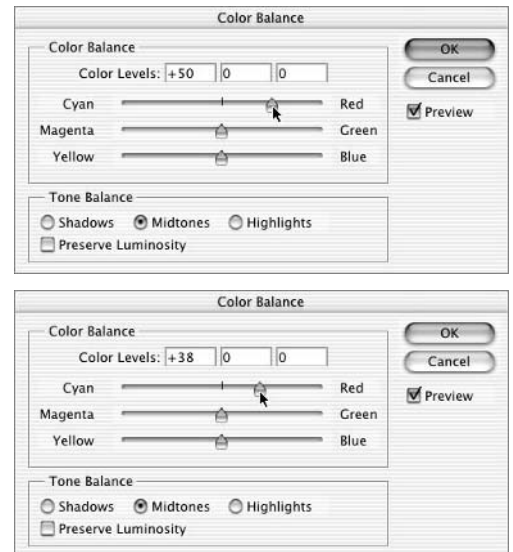 Color Balance
Color Balance
Color Levels: +50 0 0
OK
Cancel
Cyan Red
Preview
Magenta Green
Yellow Blue
Tone Balance
Shadows Midtones Highlights
Preserve Luminosity
Color Balance
Color Balance
Color Levels: +38 0 0
OK
Cancel
Cyan Red
Preview
Magenta Green
Yellow Blue
Tone Balance
Shadows Midtones Highlights
Preserve Luminosity